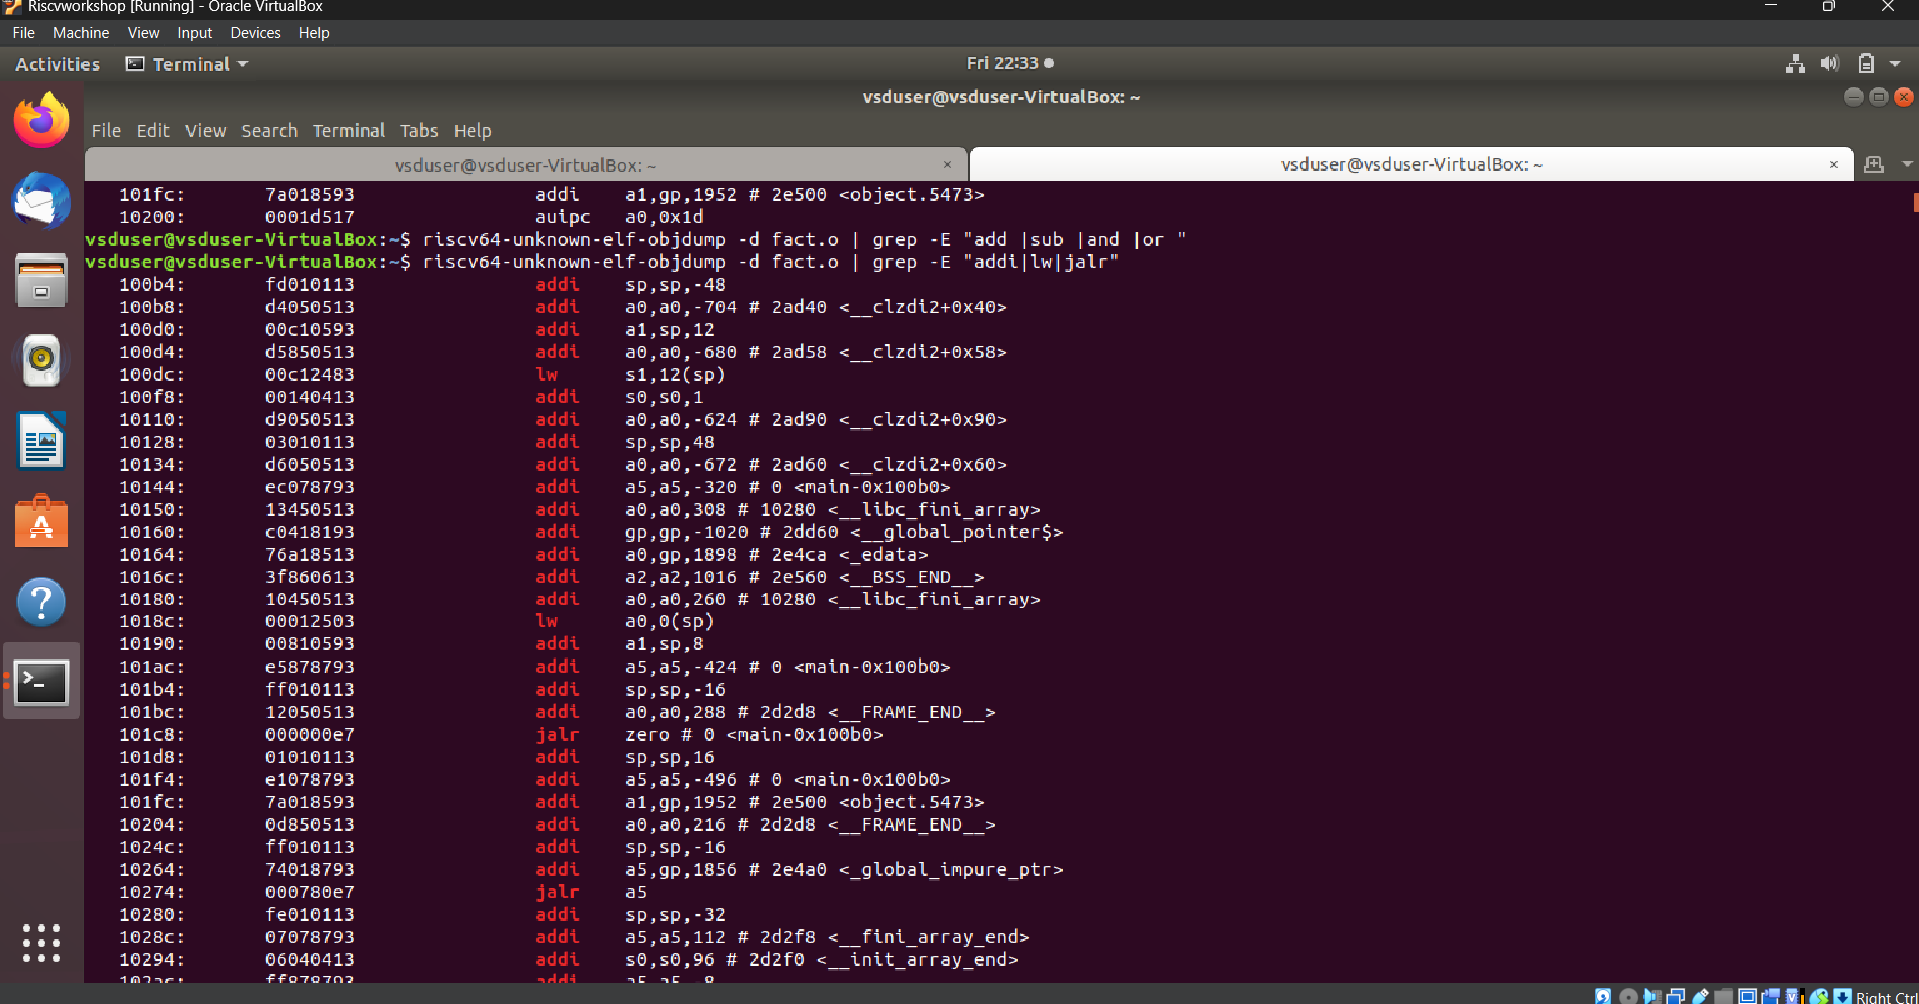 Riscvworkshop [Running] - Oracle VirtualBox
File Machine View Input Devices Help
Activities Terminal Fri 22:33
vsduser@vsduser-VirtualBox: ~
File Edit View Search Terminal Tabs Help
vsduser@vsduser-VirtualBox: ~ × vsduser@vsduser-VirtualBox: ~ ×
101fc: 7a018593 addi a1,gp,1952 # 2e500 <object.5473>
10200: 0001d517 auipc a0,0x1d
vsduser@vsduser-VirtualBox:~$ riscv64-unknown-elf-objdump -d fact.o | grep -E "add |sub |and |or "
vsduser@vsduser-VirtualBox:~$ riscv64-unknown-elf-objdump -d fact.o | grep -E "addi|lw|jalr"
100b4: fd010113 addi sp,sp,-48
100b8: d4050513 addi a0,a0,-704 # 2ad40 <__clzdi2+0x40>
100d0: 00c10593 addi a1,sp,12
100d4: d5850513 addi a0,a0,-680 # 2ad58 <__clzdi2+0x58>
100dc: 00c12483 lw s1,12(sp)
100f8: 00140413 addi s0,s0,1
10110: d9050513 addi a0,a0,-624 # 2ad90 <__clzdi2+0x90>
10128: 03010113 addi sp,sp,48
10134: d6050513 addi a0,a0,-672 # 2ad60 <__clzdi2+0x60>
10144: ec078793 addi a5,a5,-320 # 0 <main-0x100b0>
10150: 13450513 addi a0,a0,308 # 10280 <__libc_fini_array>
10160: c0418193 addi gp,gp,-1020 # 2dd60 <__global_pointer$>
10164: 76a18513 addi a0,gp,1898 # 2e4ca <_edata>
1016c: 3f860613 addi a2,a2,1016 # 2e560 <__BSS_END__>
10180: 10450513 addi a0,a0,260 # 10280 <__libc_fini_array>
1018c: 00012503 lw a0,0(sp)
10190: 00810593 addi a1,sp,8
101ac: e5878793 addi a5,a5,-424 # 0 <main-0x100b0>
101b4: ff010113 addi sp,sp,-16
101bc: 12050513 addi a0,a0,288 # 2d2d8 <__FRAME_END__>
101c8: 000000e7 jalr zero # 0 <main-0x100b0>
101d8: 01010113 addi sp,sp,16
101f4: e1078793 addi a5,a5,-496 # 0 <main-0x100b0>
101fc: 7a018593 addi a1,gp,1952 # 2e500 <object.5473>
10204: 0d850513 addi a0,a0,216 # 2d2d8 <__FRAME_END__>
1024c: ff010113 addi sp,sp,-16
10264: 74018793 addi a5,gp,1856 # 2e4a0 <_global_impure_ptr>
10274: 000780e7 jalr a5
10280: fe010113 addi sp,sp,-32
1028c: 07078793 addi a5,a5,112 # 2d2f8 <__fini_array_end>
10294: 06040413 addi s0,s0,96 # 2d2f0 <__init_array_end>
102ac: ff878793 addi a5,a5,-8
Right Ctrl